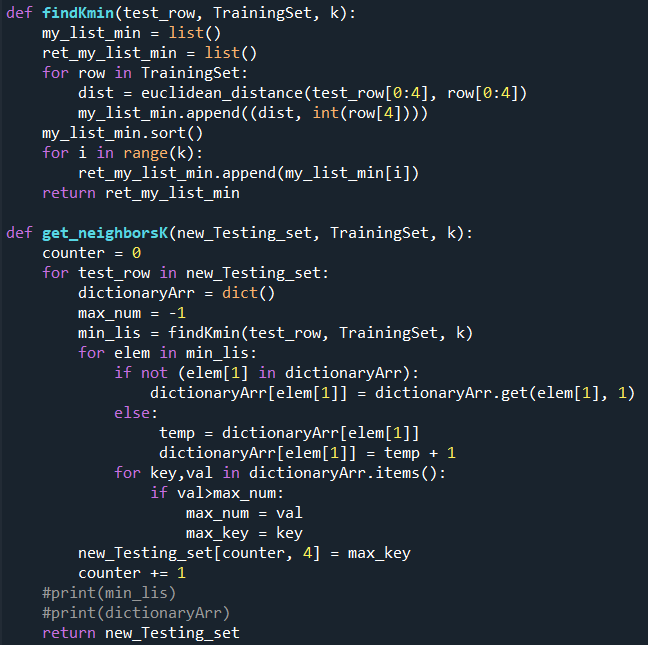 def findKmin(test_row, TrainingSet, k):
    my_list_min = list()
    ret_my_list_min = list()
    for row in TrainingSet:
        dist = euclidean_distance(test_row[0:4], row[0:4])
        my_list_min.append((dist, int(row[4])))
    my_list_min.sort()
    for i in range(k):
        ret_my_list_min.append(my_list_min[i])
    return ret_my_list_min

def get_neighborsK(new_Testing_set, TrainingSet, k):
    counter = 0
    for test_row in new_Testing_set:
        dictionaryArr = dict()
        max_num = -1
        min_lis = findKmin(test_row, TrainingSet, k)
        for elem in min_lis:
            if not (elem[1] in dictionaryArr):
                dictionaryArr[elem[1]] = dictionaryArr.get(elem[1], 1)
            else:
                 temp = dictionaryArr[elem[1]]
                 dictionaryArr[elem[1]] = temp + 1
            for key,val in dictionaryArr.items():
                if val>max_num:
                    max_num = val
                    max_key = key
        new_Testing_set[counter, 4] = max_key
        counter += 1
    #print(min_lis)
    #print(dictionaryArr)
    return new_Testing_set